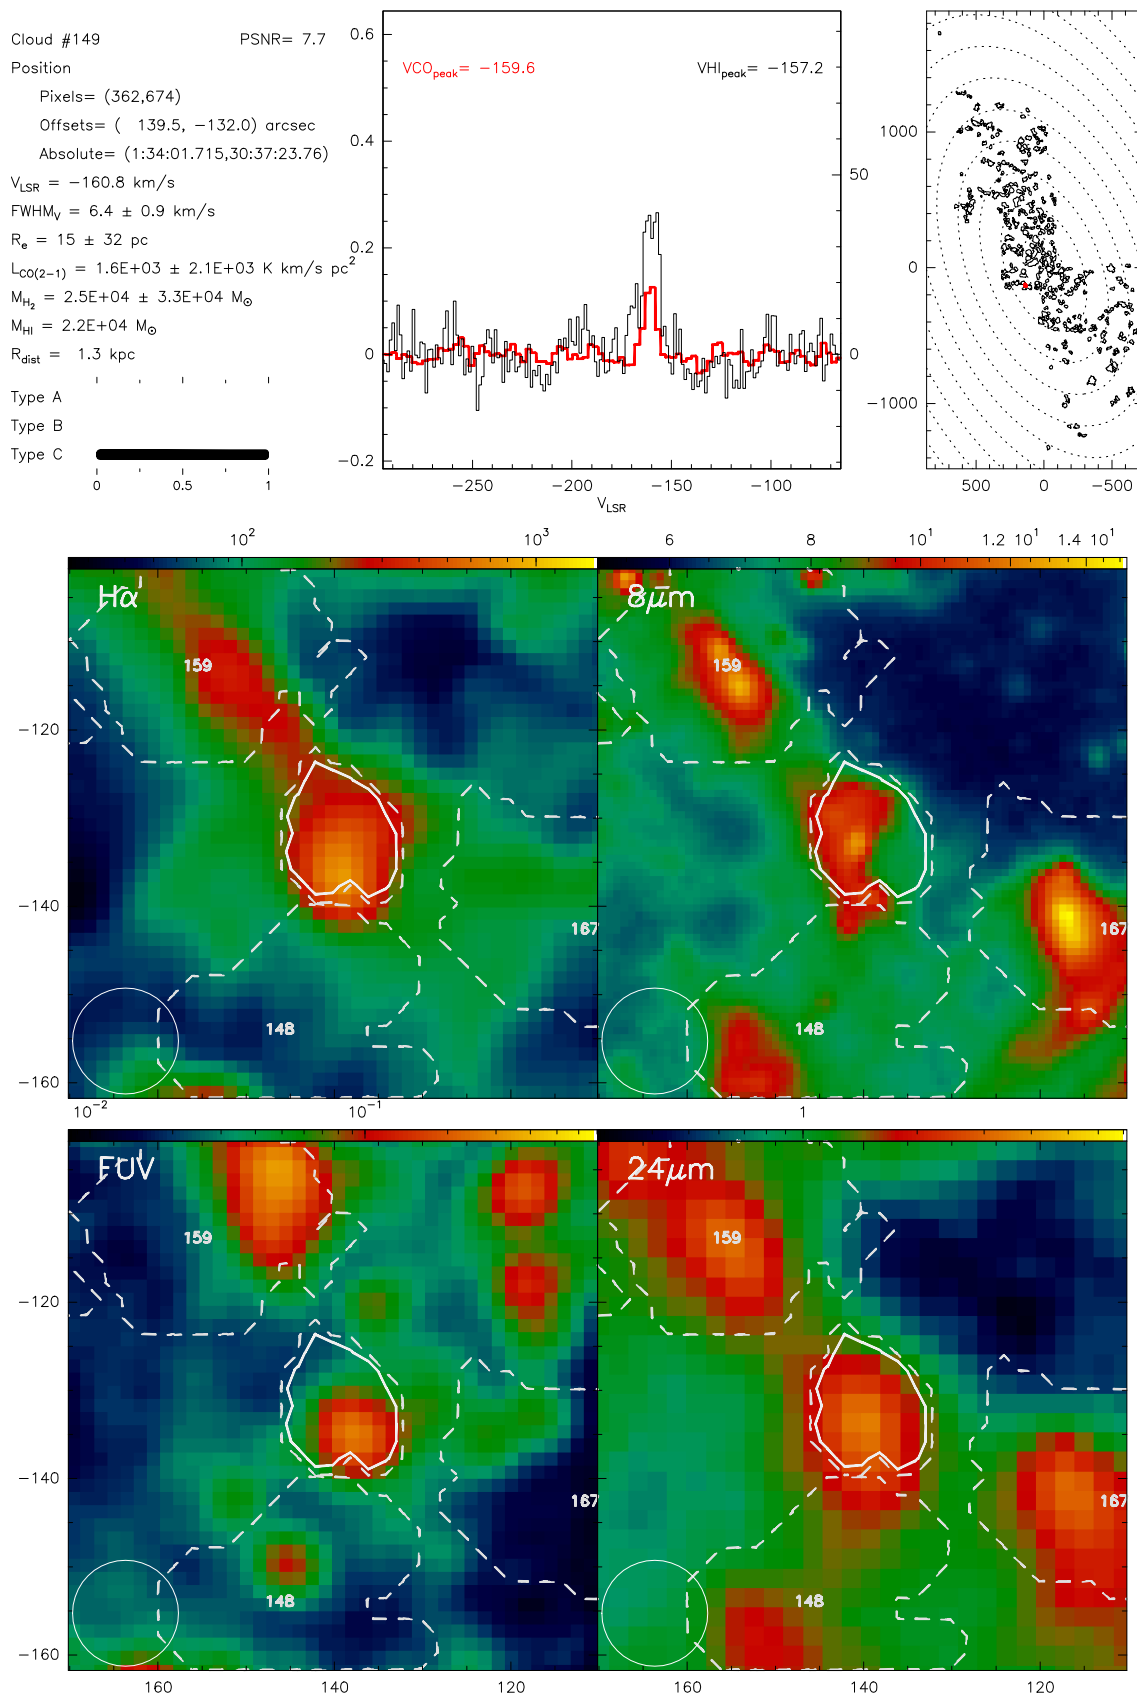 Cloud #149 PSNR= 7.7
Position
Pixels= (362,674)
Offsets= ( 139.5, −132.0) arcsec
Absolute= (1:34:01.715,30:37:23.76)
V_LSR = −160.8 km/s
FWHM_V = 6.4 ± 0.9 km/s
R_e = 15 ± 32 pc
L_CO(2−1) = 1.6E+03 ± 2.1E+03 K km/s pc^2
M_H2 = 2.5E+04 ± 3.3E+04 M⊙
M_HI = 2.2E+04 M⊙
R_dist = 1.3 kpc
Type A
Type B
Type C
0 0.5 1
VCO_peak= −159.6 VHI_peak= −157.2
0.6
0.4
0.2
0
−0.2
50
0
−250 −200 −150 −100
V_LSR
1000
0
−1000
500 0 −500
10^2 10^3
6 8 10^1 1.2 10^1 1.4 10^1
Hα 8μm
159 159
−120
167 167
−140
148 148
−160
10^−2 10^−1 1
FUV 24μm
159 159
−120
167 167
−140
148 148
−160
160 140 120 160 140 120